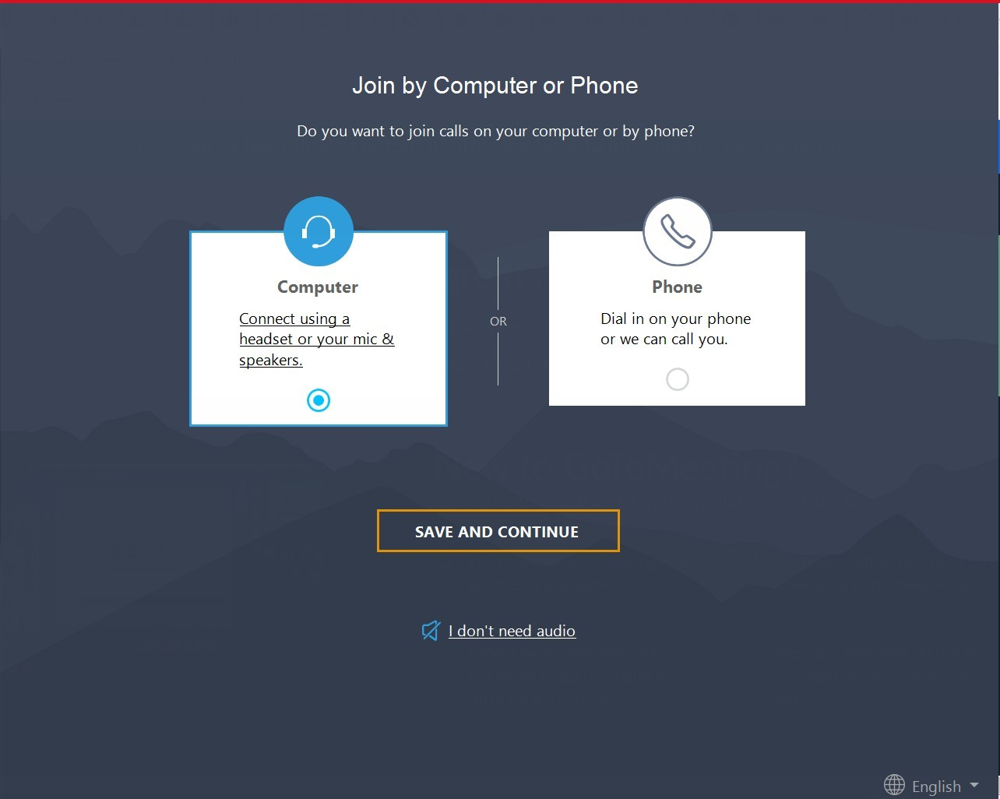 Join by Computer or Phone
Do you want to join calls on your computer or by phone?
Computer
Connect using a
headset or your mic &
speakers.
OR
Phone
Dial in on your phone
or we can call you.
SAVE AND CONTINUE
I don't need audio
English